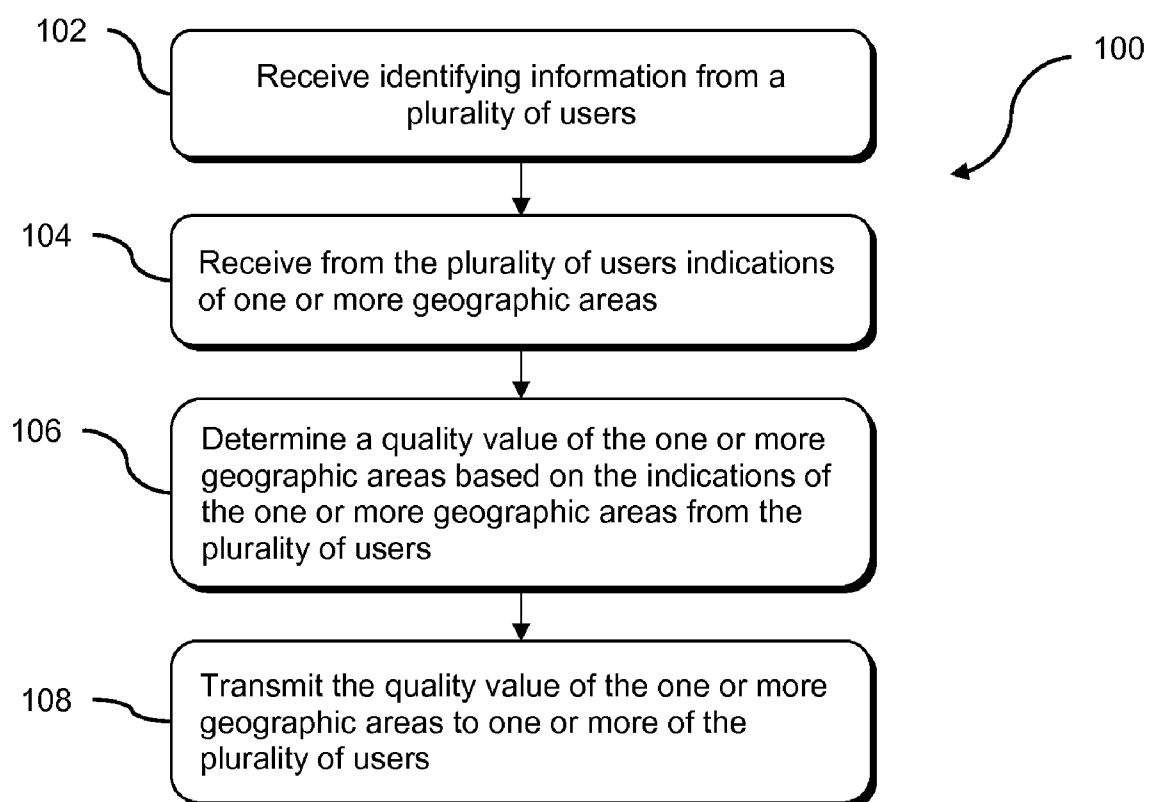 102
Receive identifying information from a
plurality of users
100
104
Receive from the plurality of users indications
of one or more geographic areas
106
Determine a quality value of the one or more
geographic areas based on the indications of
the one or more geographic areas from the
plurality of users
108
Transmit the quality value of the one or more
geographic areas to one or more of the
plurality of users